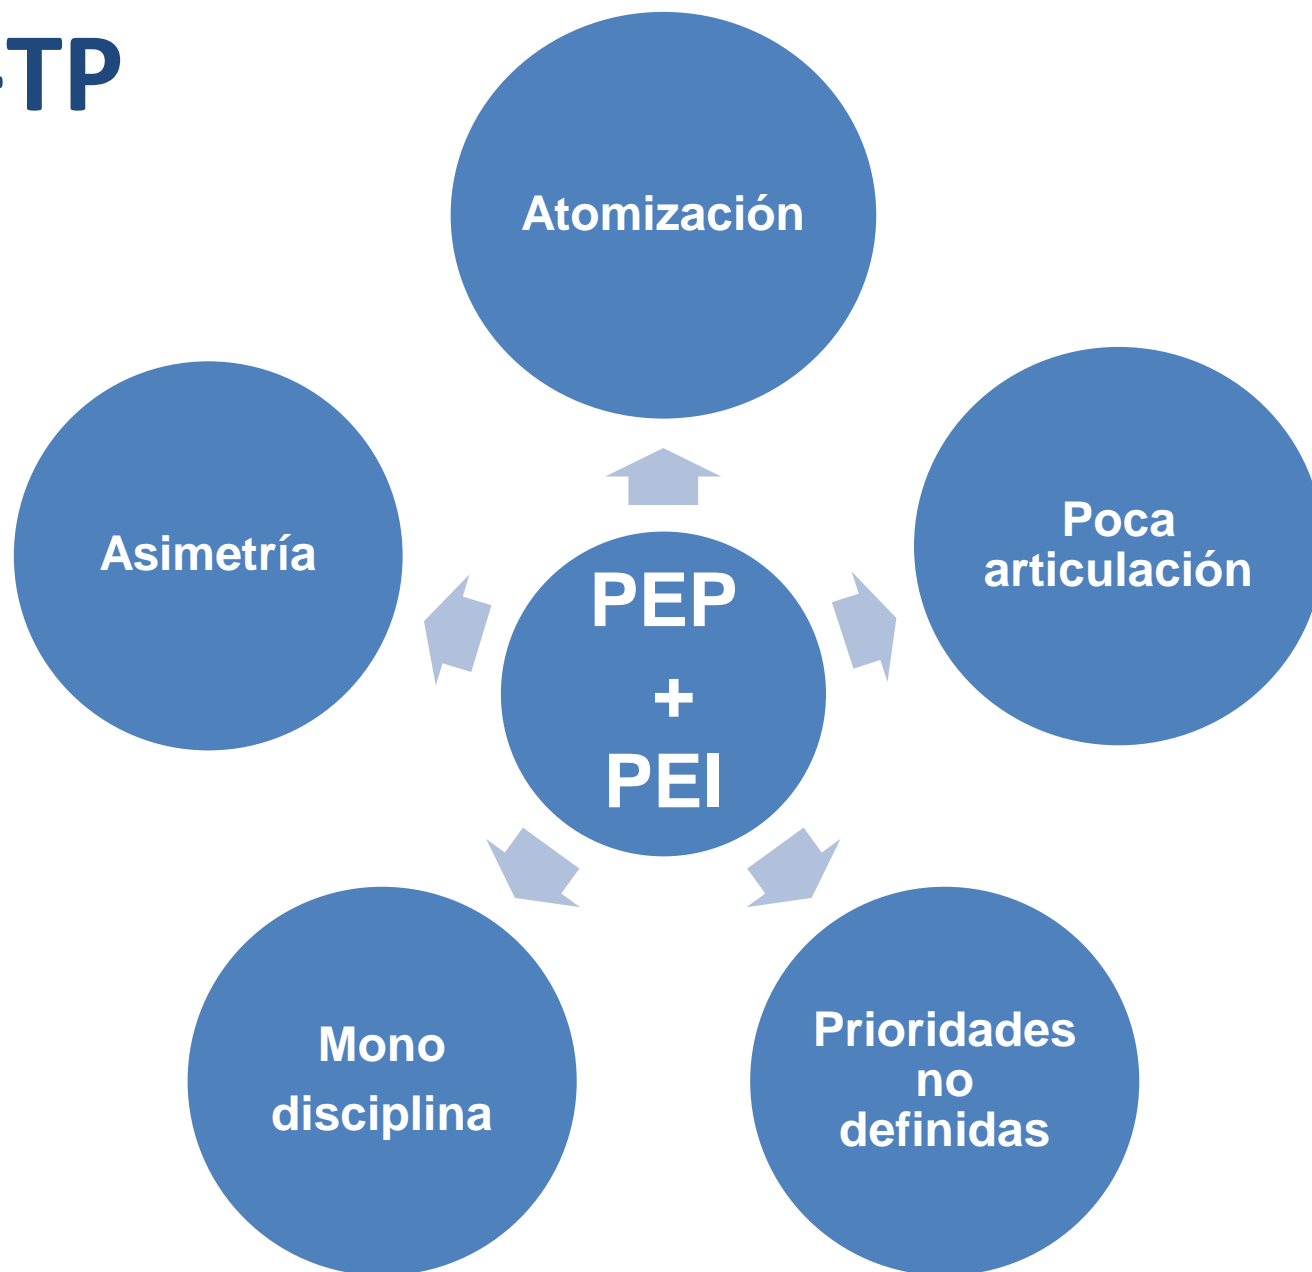 -TP
Atomización
Asimetría
Poca
articulación
PEP
+
PEI
Mono
disciplina
Prioridades
no
definidas